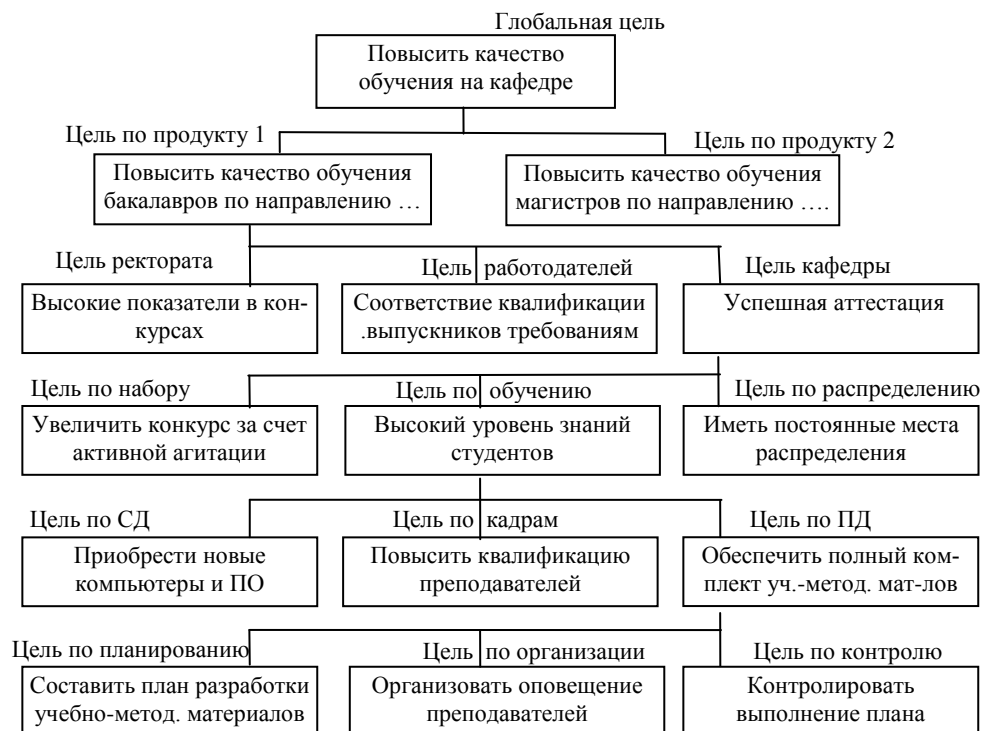 Глобальная цель
Повысить качество
обучения на кафедре
Цель по продукту 1
Цель по продукту 2
Повысить качество обучения
бакалавров по направлению …
Повысить качество обучения
магистров по направлению ….
Цель ректората
Цель работодателей
Цель кафедры
Высокие показатели в кон-
курсах
Соответствие квалификации
.выпускников требованиям
Успешная аттестация
Цель по набору
Цель по обучению
Цель по распределению
Увеличить конкурс за счет
активной агитации
Высокий уровень знаний
студентов
Иметь постоянные места
распределения
Цель по СД
Цель по кадрам
Цель по ПД
Приобрести новые
компьютеры и ПО
Повысить квалификацию
преподавателей
Обеспечить полный ком-
плект уч.-метод. мат-лов
Цель по планированию
Цель по организации
Цель по контролю
Составить план разработки
учебно-метод. материалов
Организовать оповещение
преподавателей
Контролировать
выполнение плана